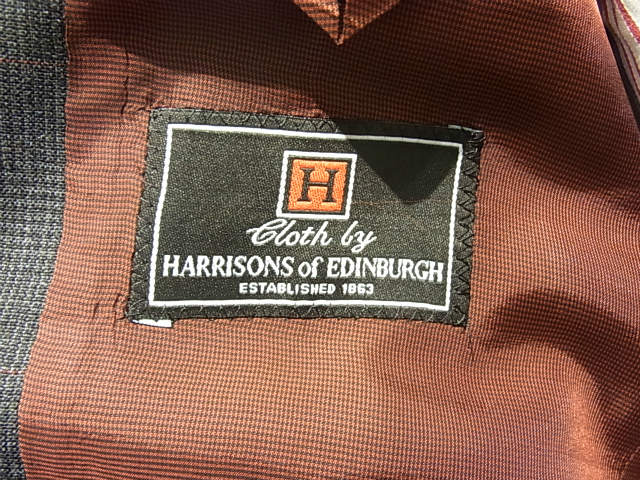 H
Cloth by
HARRISONS of EDINBURGH
ESTABLISHED 1863